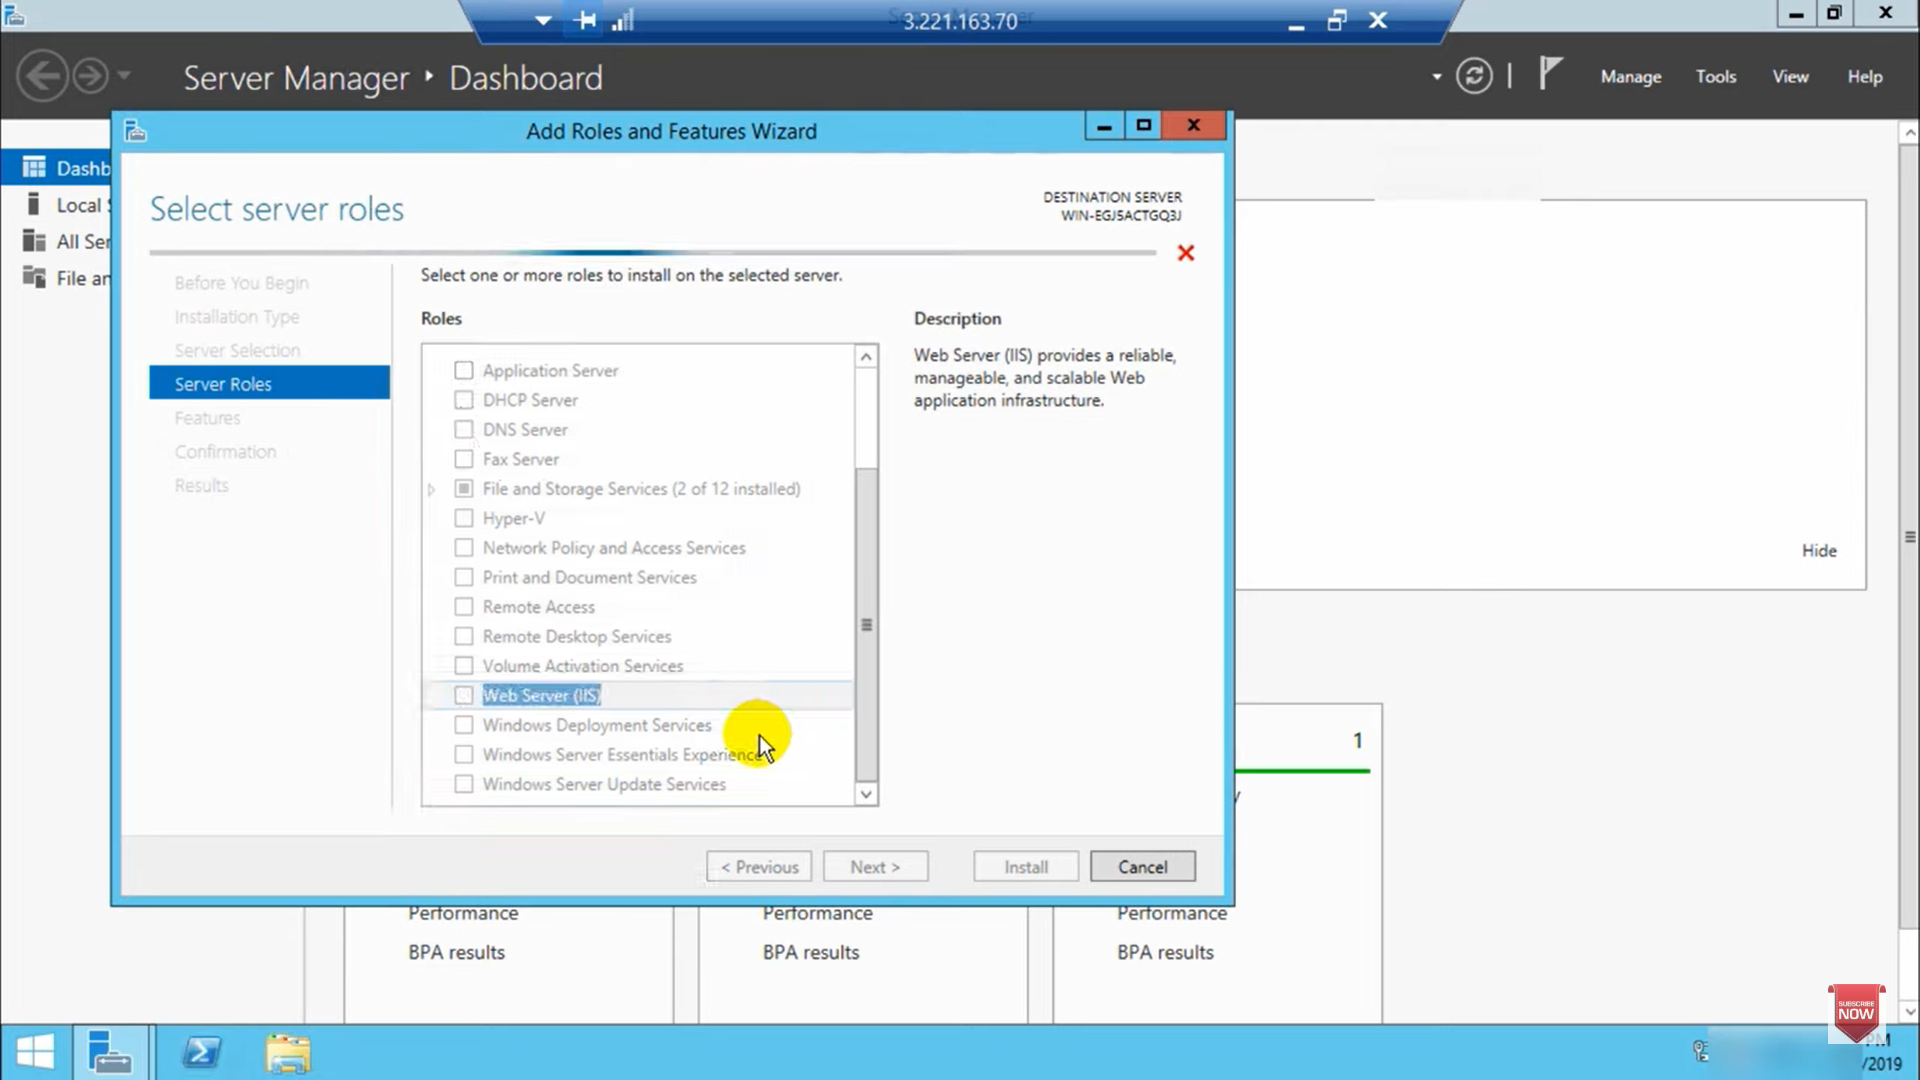 3.221.163.70
Server Manager • Dashboard
Manage
Tools
View
Help
Add Roles and Features Wizard
Dashb
Local
All Ser
File an
Select server roles
DESTINATION SERVER
WIN-EGJ5ACTGQ3J
Before You Begin
Installation Type
Server Selection
Server Roles
Features
Confirmation
Results
Select one or more roles to install on the selected server.
Roles
Application Server
DHCP Server
DNS Server
Fax Server
File and Storage Services (2 of 12 installed)
Hyper-V
Network Policy and Access Services
Print and Document Services
Remote Access
Remote Desktop Services
Volume Activation Services
Web Server (IIS)
Windows Deployment Services
Windows Server Essentials Experience
Windows Server Update Services
Description
Web Server (IIS) provides a reliable,
manageable, and scalable Web
application infrastructure.
< Previous
Next >
Install
Cancel
Hide
1
Performance
BPA results
Performance
BPA results
Performance
BPA results
SUBSCRIBE
NOW
PM
/2019